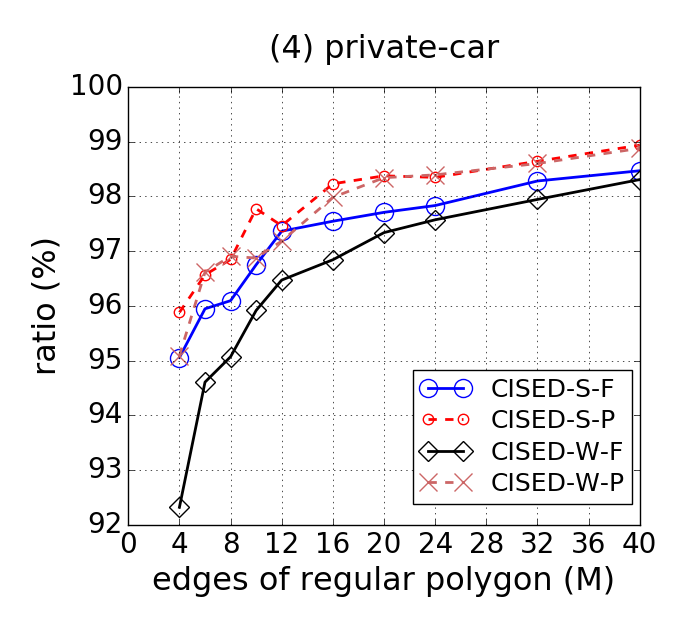 (4) private-car
100
99
98
97
96
95
94
93
92
ratio (%)
CISED-S-F
CISED-S-P
CISED-W-F
CISED-W-P
0 4 8 12 16 20 24 28 32 36 40
edges of regular polygon (M)